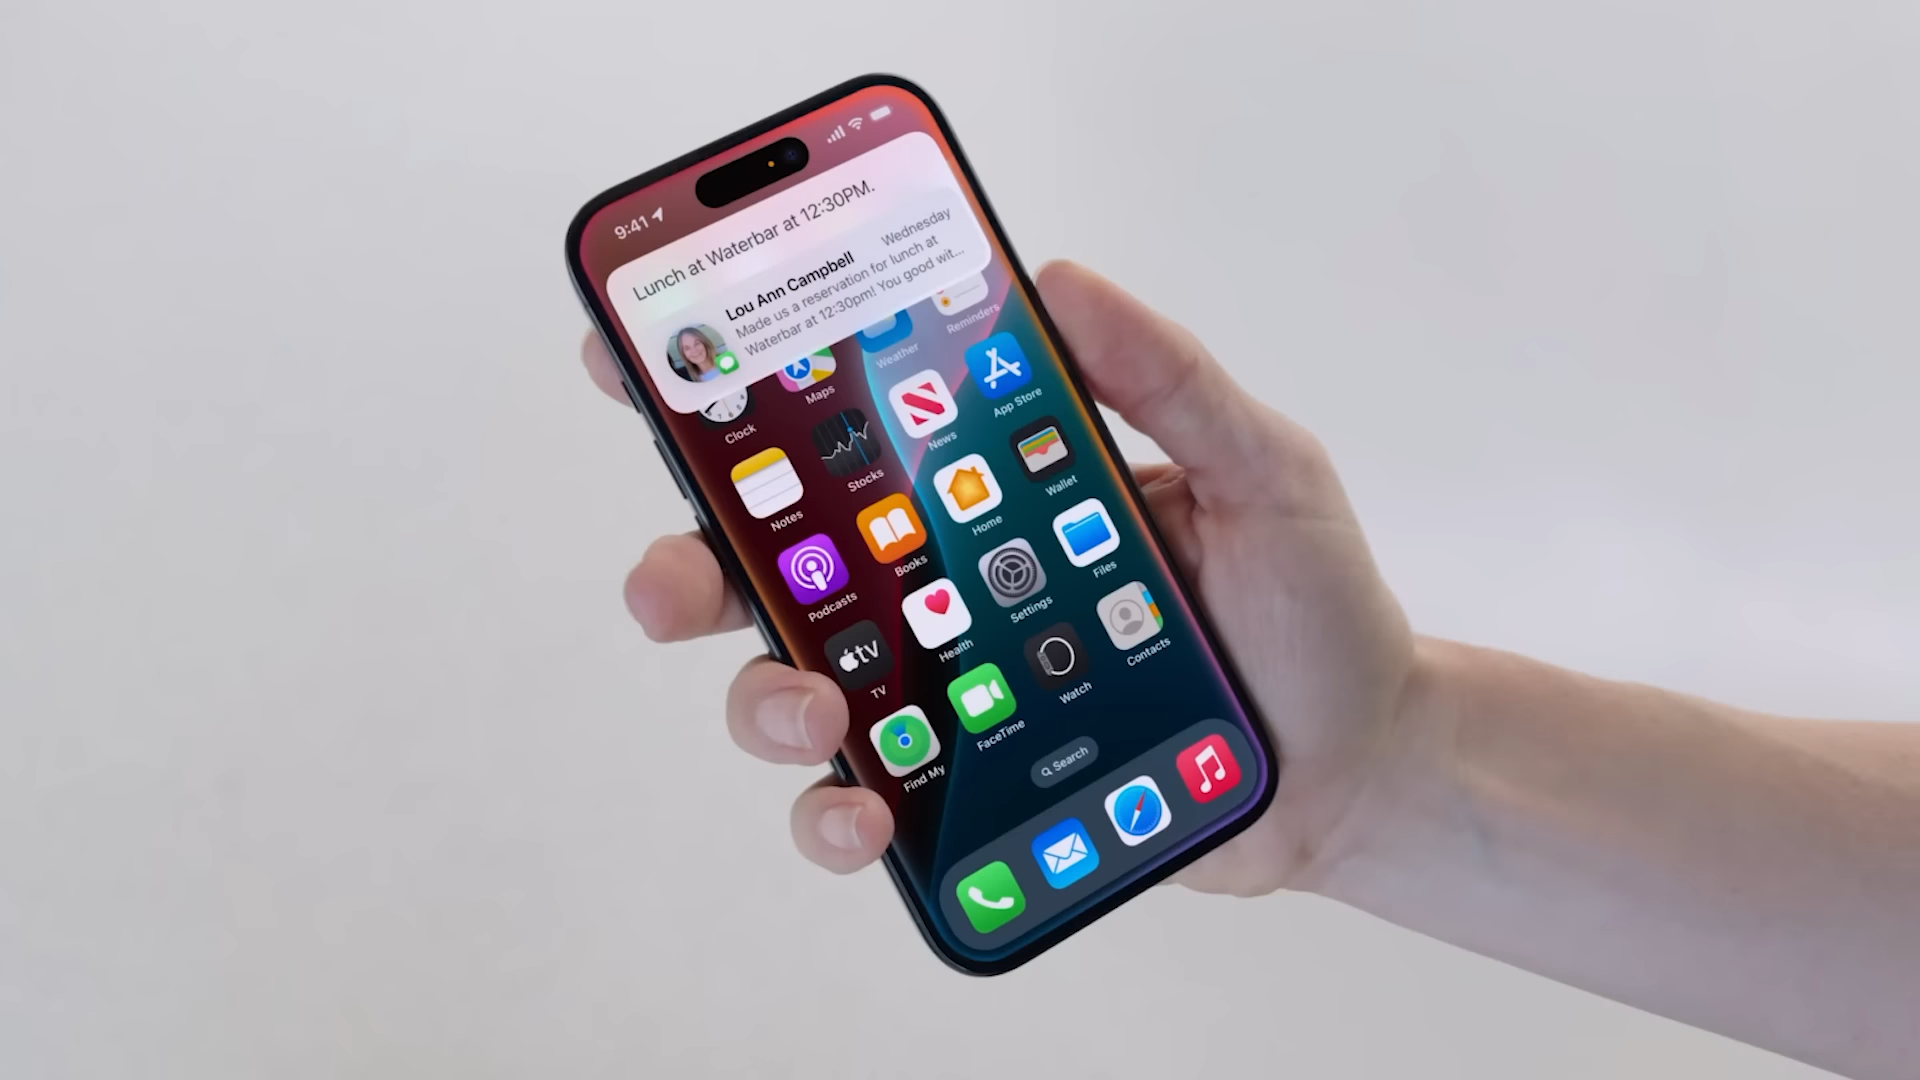 9:41
Lunch at Waterbar at 12:30PM.
Lou Ann Campbell Wednesday
Made us a reservation for lunch at
Waterbar at 12:30pm! You good wit...
Clock Maps Weather Reminders
Notes Stocks News App Store
Podcasts Books Home Wallet
tv
TV Health Settings Files
Find My FaceTime Watch Contacts
Search